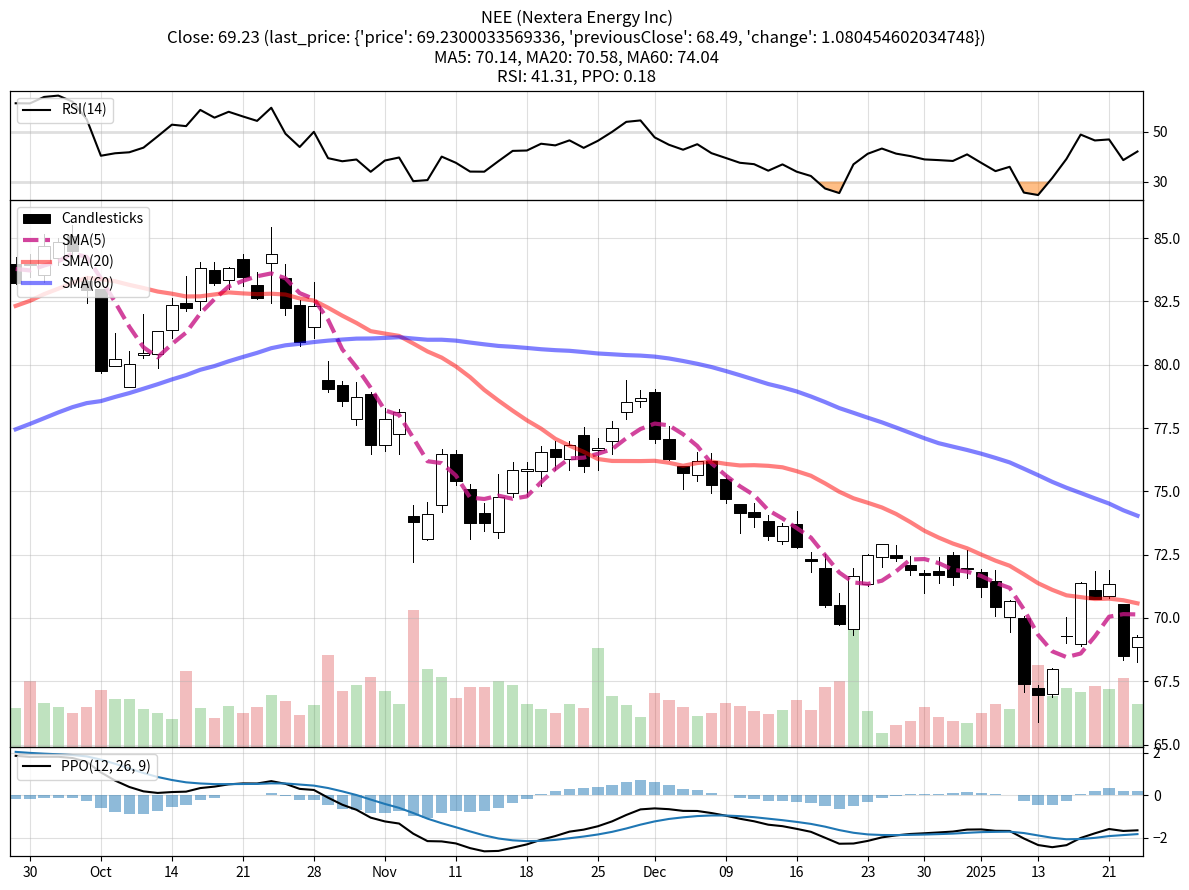 NEE (Nextera Energy Inc)
Close: 69.23 (last_price: {'price': 69.2300033569336, 'previousClose': 68.49, 'change': 1.080454602034748})
MA5: 70.14, MA20: 70.58, MA60: 74.04
RSI: 41.31, PPO: 0.18
RSI(14)
50
30
Candlesticks
SMA(5)
SMA(20)
SMA(60)
85.0
82.5
80.0
77.5
75.0
72.5
70.0
67.5
65.0
PPO(12, 26, 9)
2
0
−2
30 Oct 14 21 28 Nov 11 18 25 Dec 09 16 23 30 2025 13 21